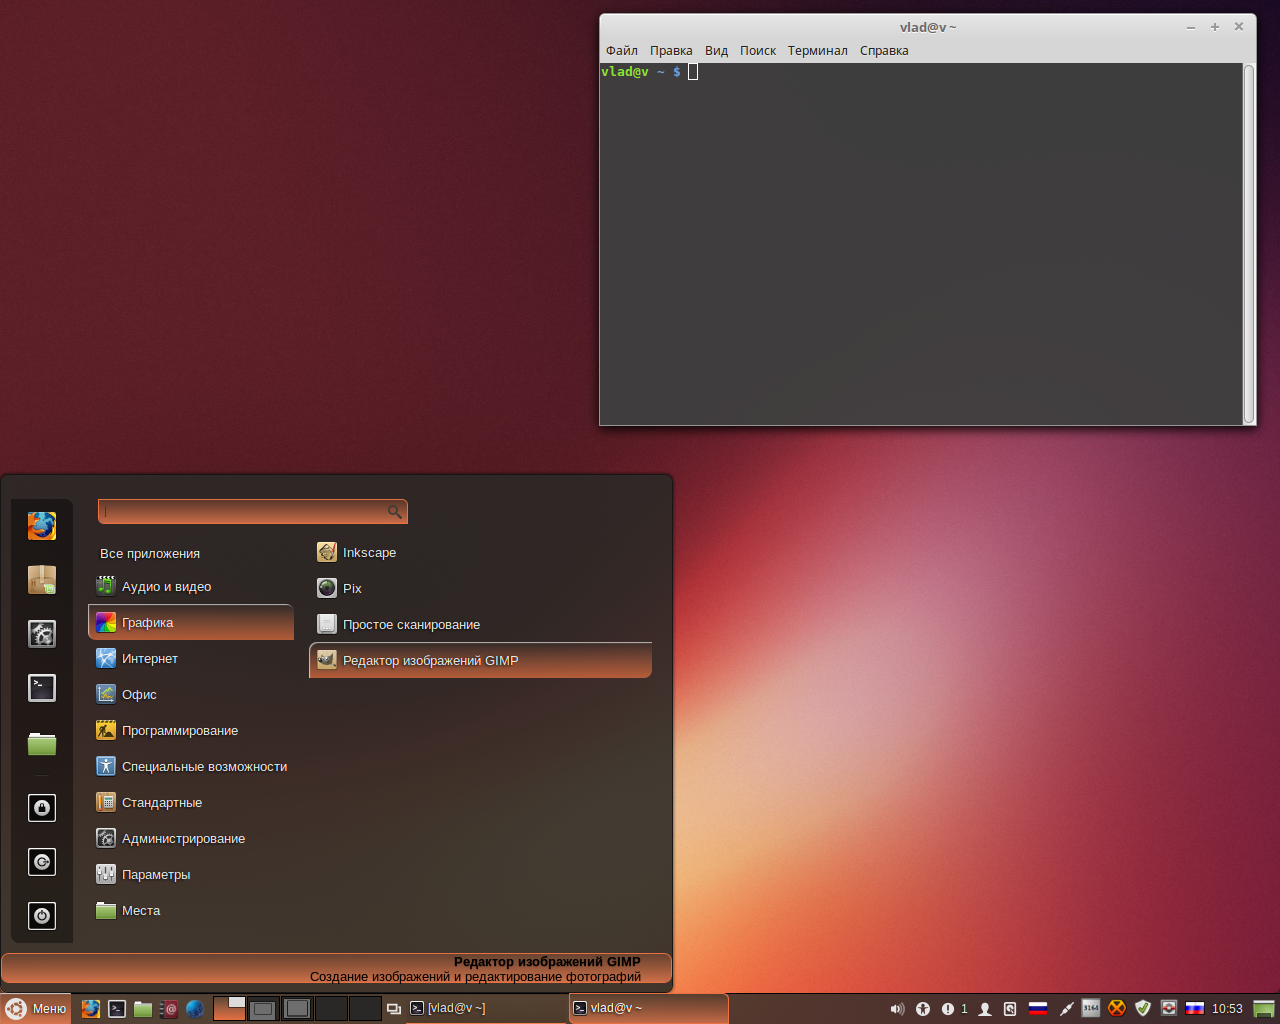 vlad@v ~
Файл Правка Вид Поиск Терминал Справка
vlad@v ~ $
Все приложения
Аудио и видео
Графика
Интернет
Офис
Программирование
Специальные возможности
Стандартные
Администрирование
Параметры
Места
Inkscape
Pix
Простое сканирование
Редактор изображений GIMP
Редактор изображений GIMP
Создание изображений и редактирование фотографий
Меню
[vlad@v ~]
vlad@v ~
1
3164
10:53